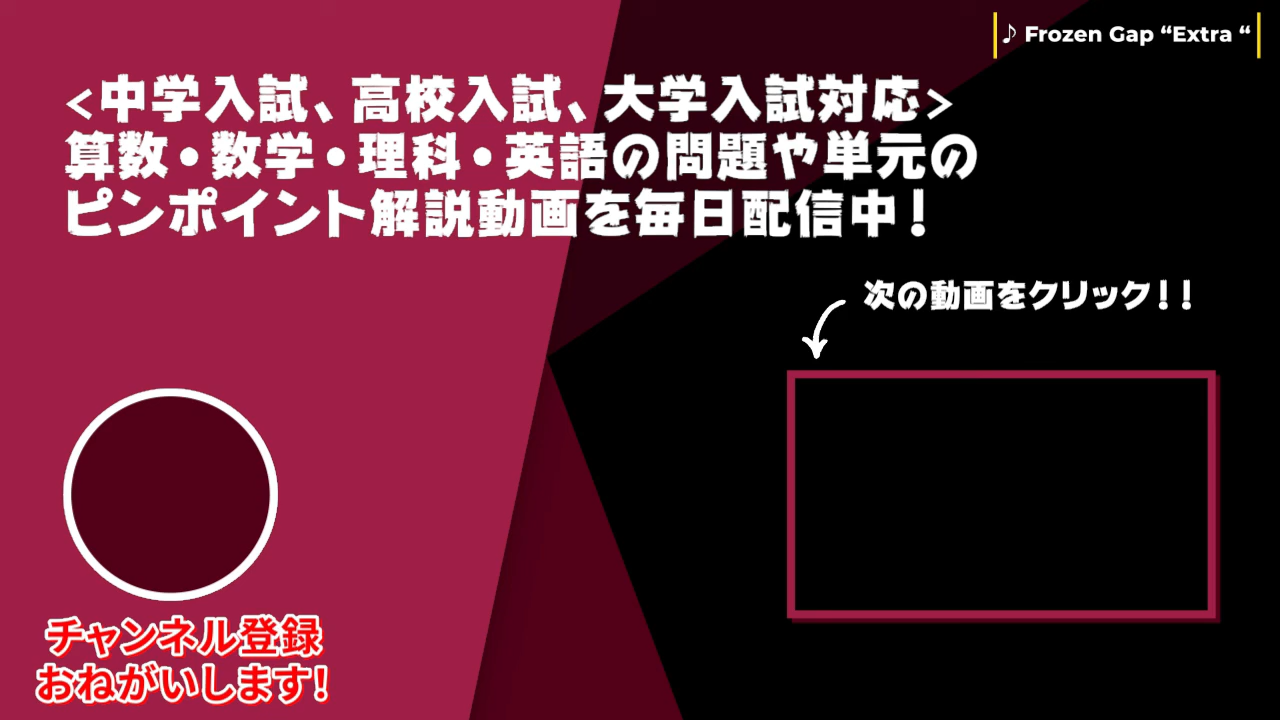 ♪ Frozen Gap “Extra “
<中学入試、高校入試、大学入試対応>
算数・数学・理科・英語の問題や単元の
ピンポイント解説動画を毎日配信中！
次の動画をクリック！！
チャンネル登録
おねがいします！